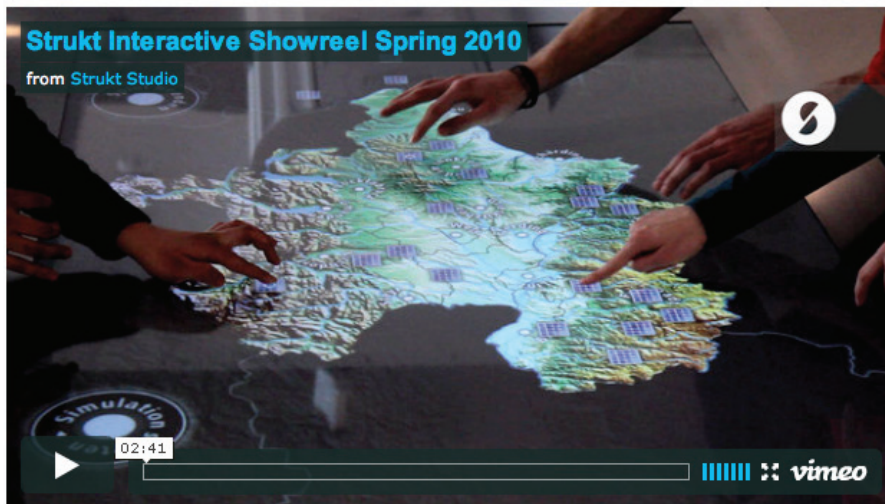 Strukt Interactive Showreel Spring 2010
from Strukt Studio
Simulation
02:41
vimeo